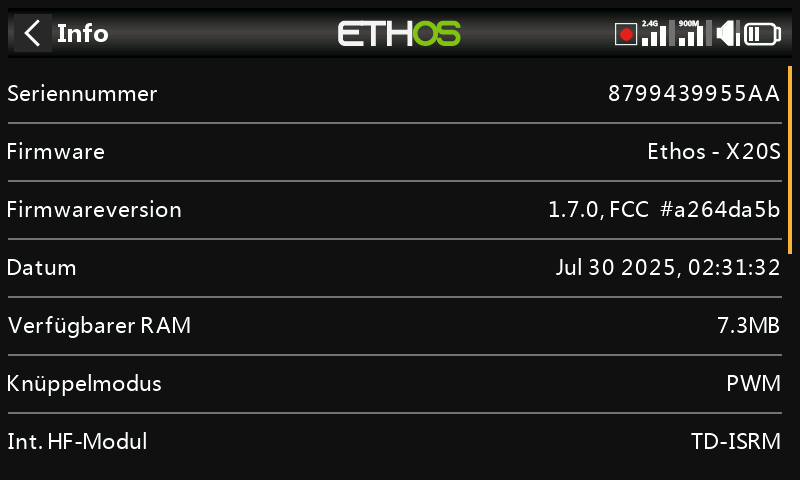 Info
ETHOS
2.4G
900M
Seriennummer 8799439955AA
Firmware Ethos - X20S
Firmwareversion 1.7.0, FCC #a264da5b
Datum Jul 30 2025, 02:31:32
Verfügbarer RAM 7.3MB
Knüppelmodus PWM
Int. HF-Modul TD-ISRM